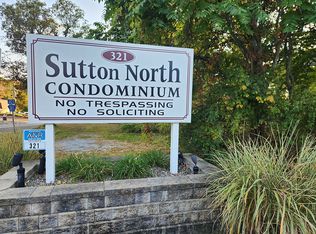 321
Sutton North
CONDOMINIUM
NO TRESPASSING
NO SOLICITING
321